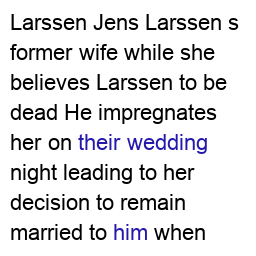 Larssen Jens Larssen s
former wife while she
believes Larssen to be
dead He impregnates
her on their wedding
night leading to her
decision to remain
married to him when